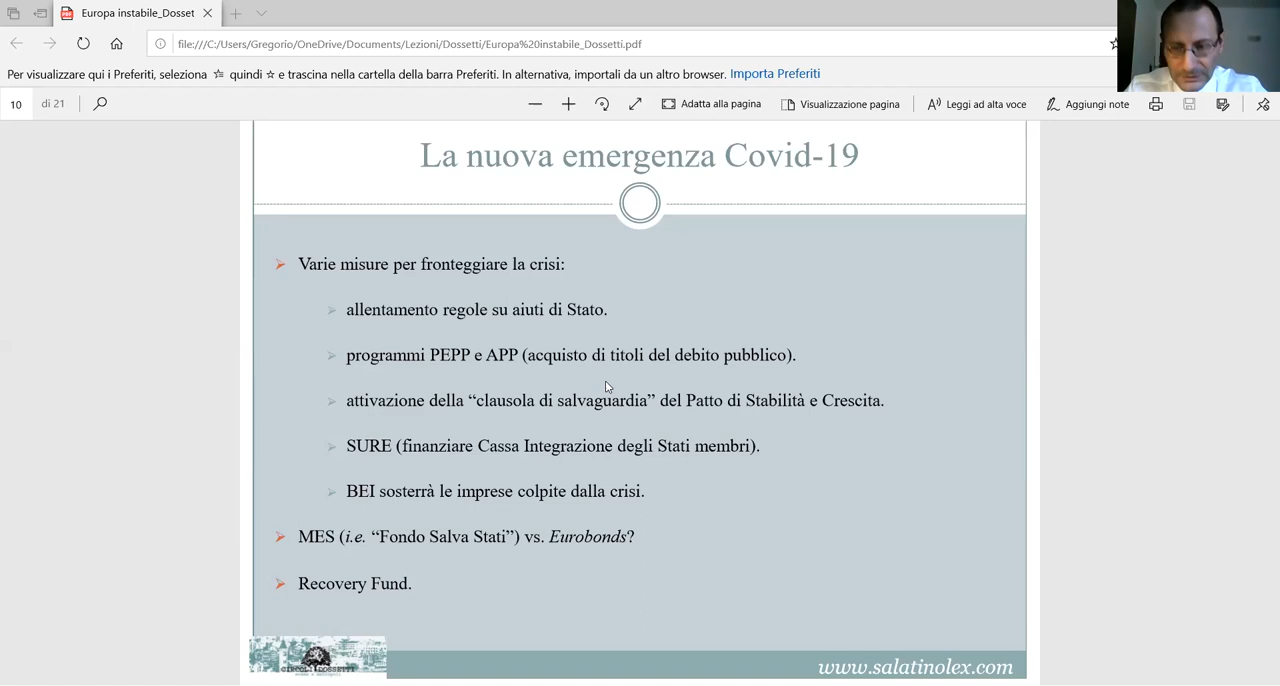 Europa instabile_Dosset
file:///C:/Users/Gregorio/OneDrive/Documents/Lezioni/Dossetti/Europa%20instabile_Dossetti.pdf
Per visualizzare qui i Preferiti, seleziona quindi e trascina nella cartella della barra Preferiti. In alternativa, importali da un altro browser. Importa Preferiti
10 di 21 Adatta alla pagina Visualizzazione pagina Leggi ad alta voce Aggiungi note
La nuova emergenza Covid-19
Varie misure per fronteggiare la crisi:
allentamento regole su aiuti di Stato.
programmi PEPP e APP (acquisto di titoli del debito pubblico).
attivazione della “clausola di salvaguardia” del Patto di Stabilità e Crescita.
SURE (finanziare Cassa Integrazione degli Stati membri).
BEI sosterrà le imprese colpite dalla crisi.
MES (i.e. “Fondo Salva Stati”) vs. Eurobonds?
Recovery Fund.
CIRCOLI DOSSETTI
www.salatinolex.com